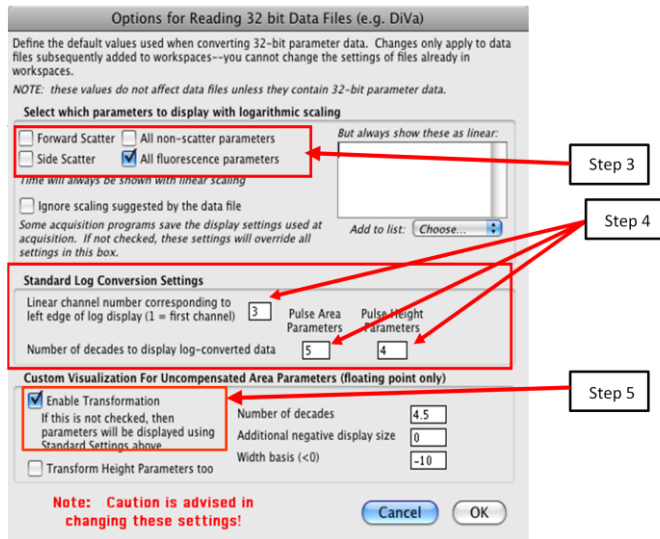 Options for Reading 32 bit Data Files (e.g. DiVa)
Define the default values used when converting 32-bit parameter data. Changes only apply to data
files subsequently added to workspaces--you cannot change the settings of files already in
workspaces.
NOTE: these values do not affect data files unless they contain 32-bit parameter data.
Select which parameters to display with logarithmic scaling
Forward Scatter
All non-scatter parameters
Side Scatter
All fluorescence parameters
Time will always be shown with linear scaling
Ignore scaling suggested by the data file
Some acquisition programs save the display settings used at
acquisition. If not checked, these settings will override all
settings in this box.
But always show these as linear:
Add to list:
Choose...
Step 3
Step 4
Standard Log Conversion Settings
Linear channel number corresponding to
left edge of log display (1 = first channel)
3
Pulse Area
Parameters
Pulse Height
Parameters
Number of decades to display log-converted data
5
4
Custom Visualization For Uncompensated Area Parameters (floating point only)
Enable Transformation
If this is not checked, then
parameters will be displayed using
Standard Settings above
Transform Height Parameters too
Number of decades
4.5
Additional negative display size
0
Width basis (<0)
-10
Step 5
Note: Caution is advised in
changing these settings!
Cancel
OK